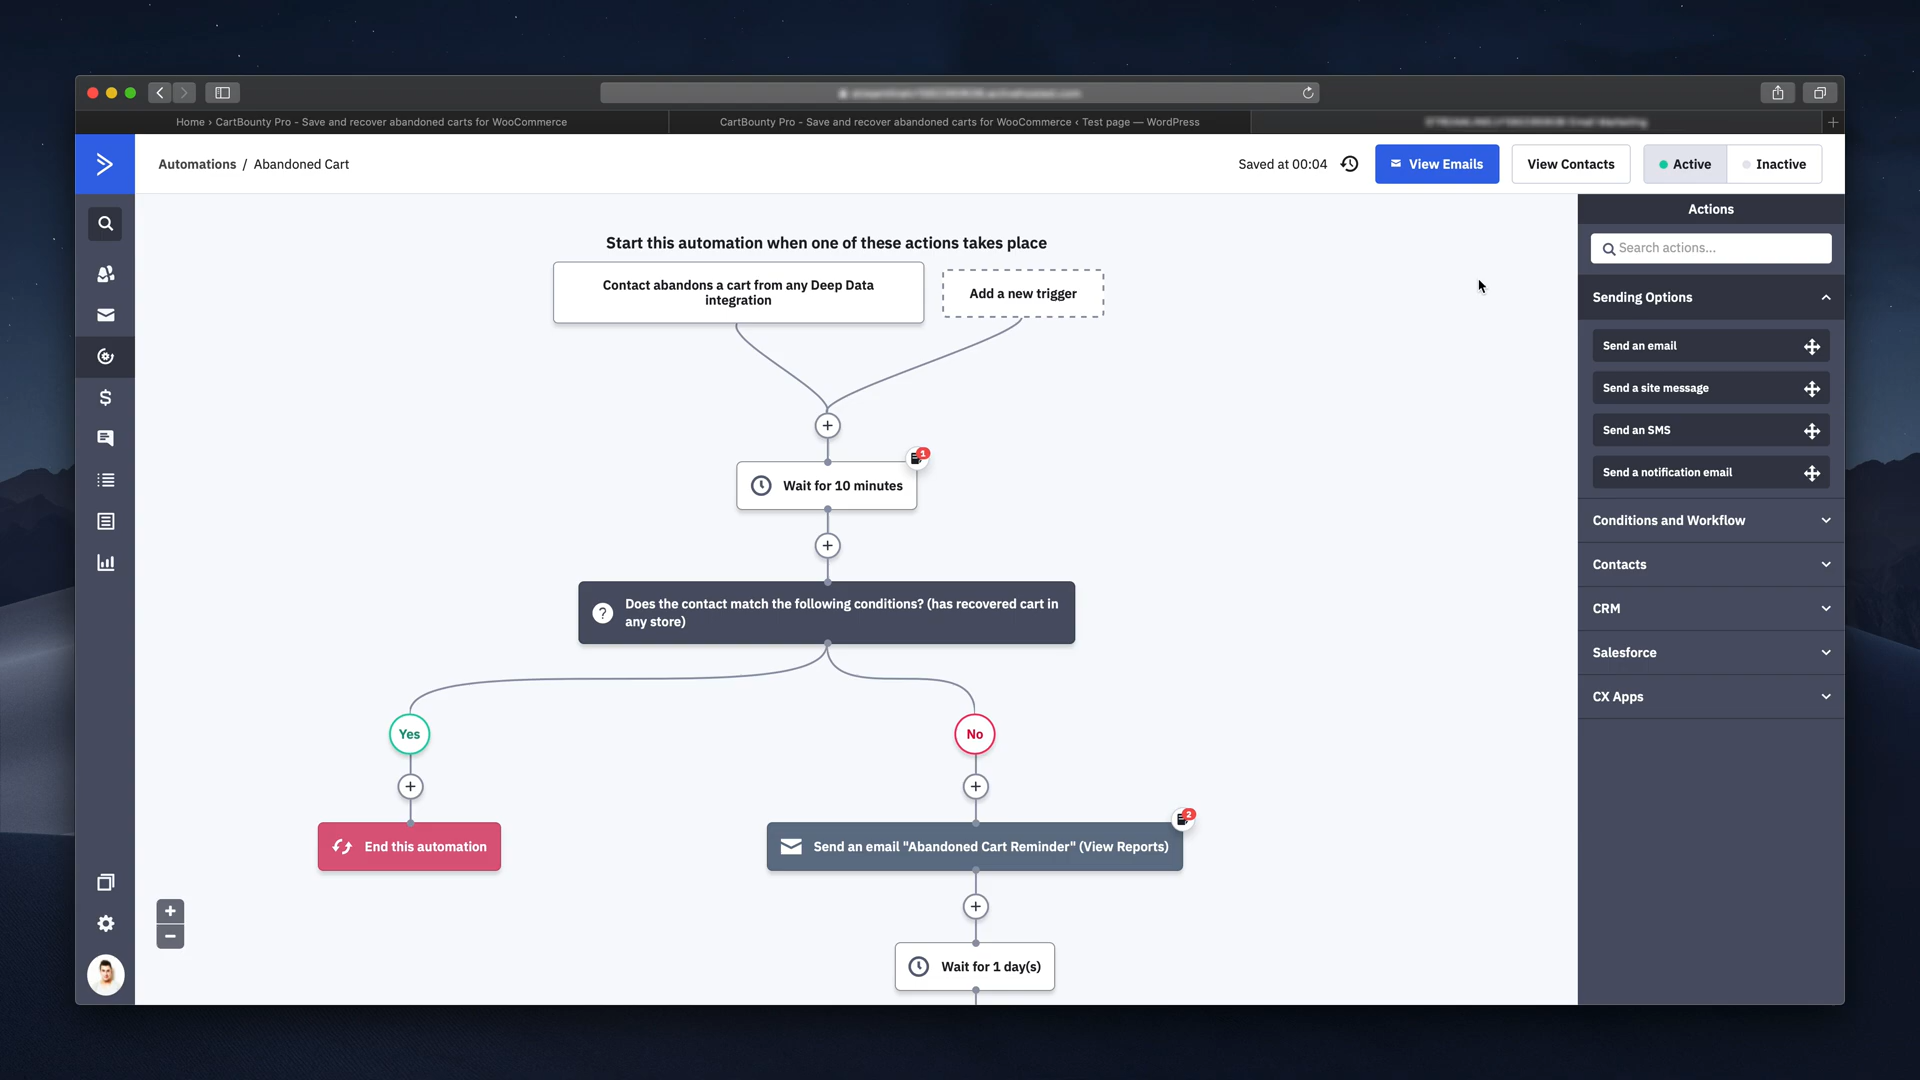 Home › CartBounty Pro - Save and recover abandoned carts for WooCommerce
CartBounty Pro - Save and recover abandoned carts for WooCommerce ‹ Test page — WordPress
Automations / Abandoned Cart
Saved at 00:04
View Emails
View Contacts
Active
Inactive
Actions
Search actions...
Start this automation when one of these actions takes place
Contact abandons a cart from any Deep Data
integration
Add a new trigger
Sending Options
Send an email
Send a site message
Send an SMS
Send a notification email
1
Wait for 10 minutes
Conditions and Workflow
Contacts
CRM
Salesforce
CX Apps
Does the contact match the following conditions? (has recovered cart in
any store)
Yes
No
End this automation
2
Send an email "Abandoned Cart Reminder" (View Reports)
Wait for 1 day(s)